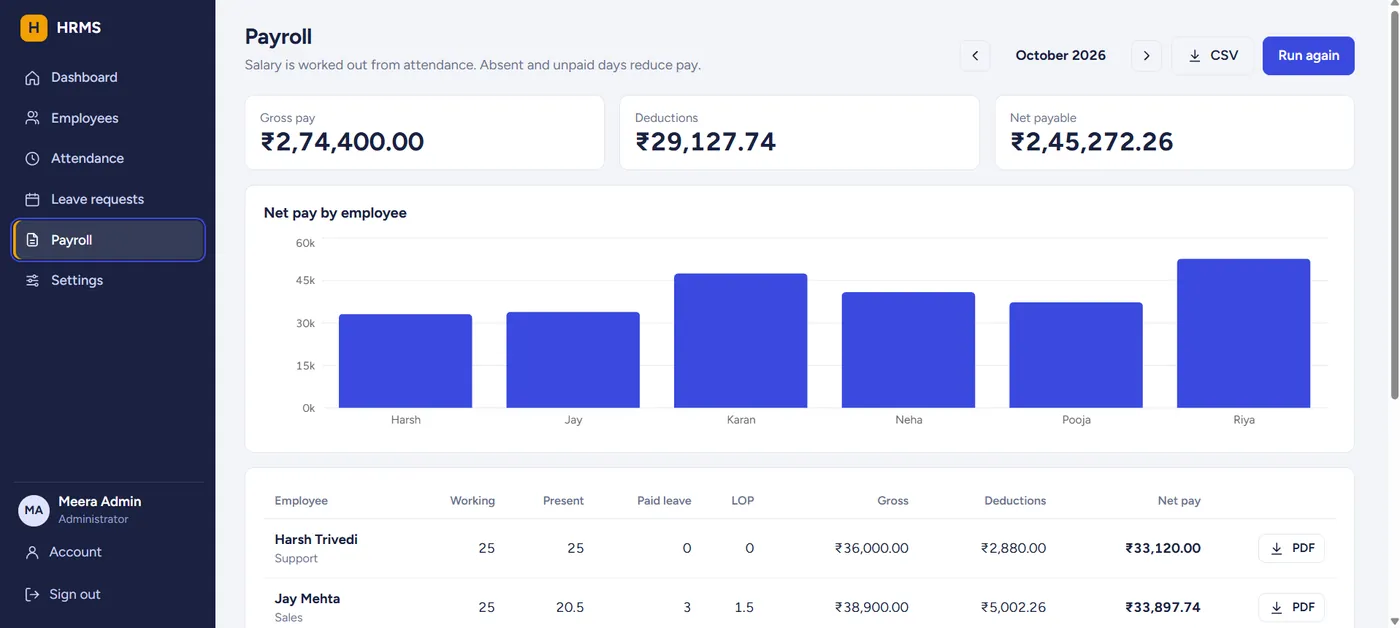 H HRMS
Dashboard
Employees
Attendance
Leave requests
Payroll
Settings
MA Meera Admin
Administrator
Account
Sign out
Payroll
Salary is worked out from attendance. Absent and unpaid days reduce pay.
October 2026 CSV Run again
Gross pay
₹2,74,400.00
Deductions
₹29,127.74
Net payable
₹2,45,272.26
Net pay by employee
60k
45k
30k
15k
0k
Harsh Jay Karan Neha Pooja Riya
Employee Working Present Paid leave LOP Gross Deductions Net pay
Harsh Trivedi
Support
25 25 0 0 ₹36,000.00 ₹2,880.00 ₹33,120.00 PDF
Jay Mehta
Sales
25 20.5 3 1.5 ₹38,900.00 ₹5,002.26 ₹33,897.74 PDF